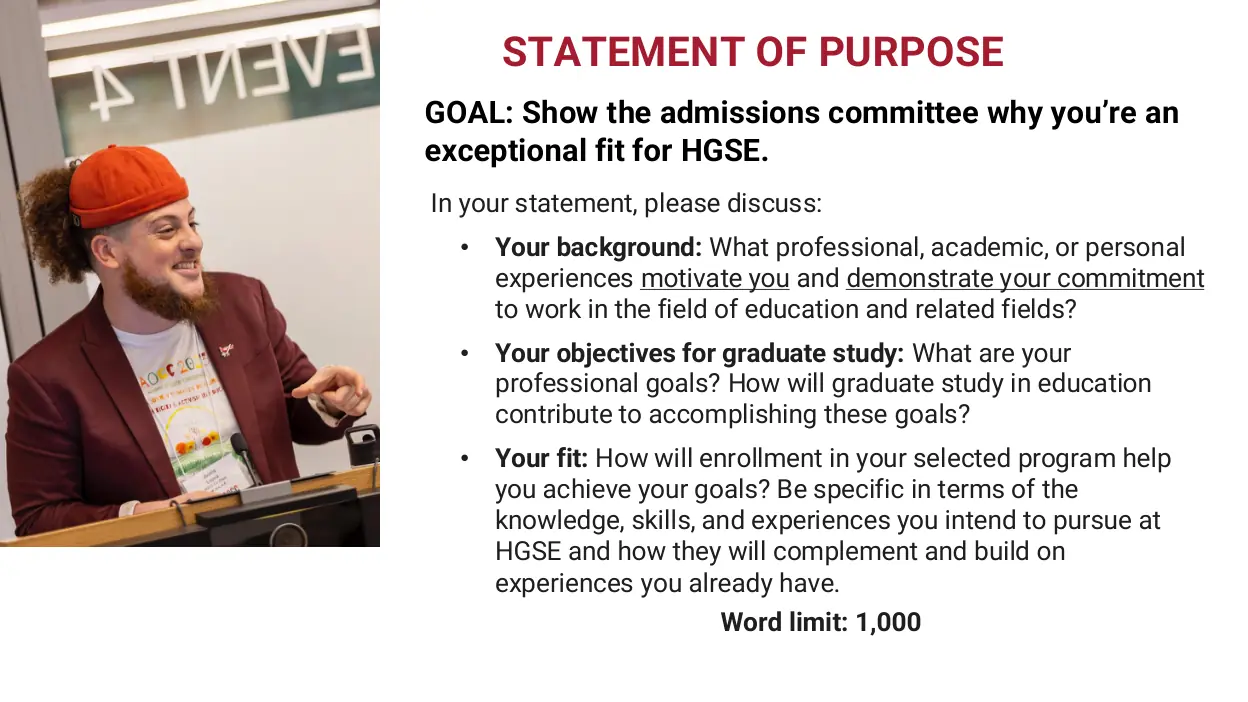 EVENT 4
STATEMENT OF PURPOSE
GOAL: Show the admissions committee why you’re an
exceptional fit for HGSE.
In your statement, please discuss:
• Your background: What professional, academic, or personal
experiences motivate you and demonstrate your commitment
to work in the field of education and related fields?
• Your objectives for graduate study: What are your
professional goals? How will graduate study in education
contribute to accomplishing these goals?
• Your fit: How will enrollment in your selected program help
you achieve your goals? Be specific in terms of the
knowledge, skills, and experiences you intend to pursue at
HGSE and how they will complement and build on
experiences you already have.
Word limit: 1,000